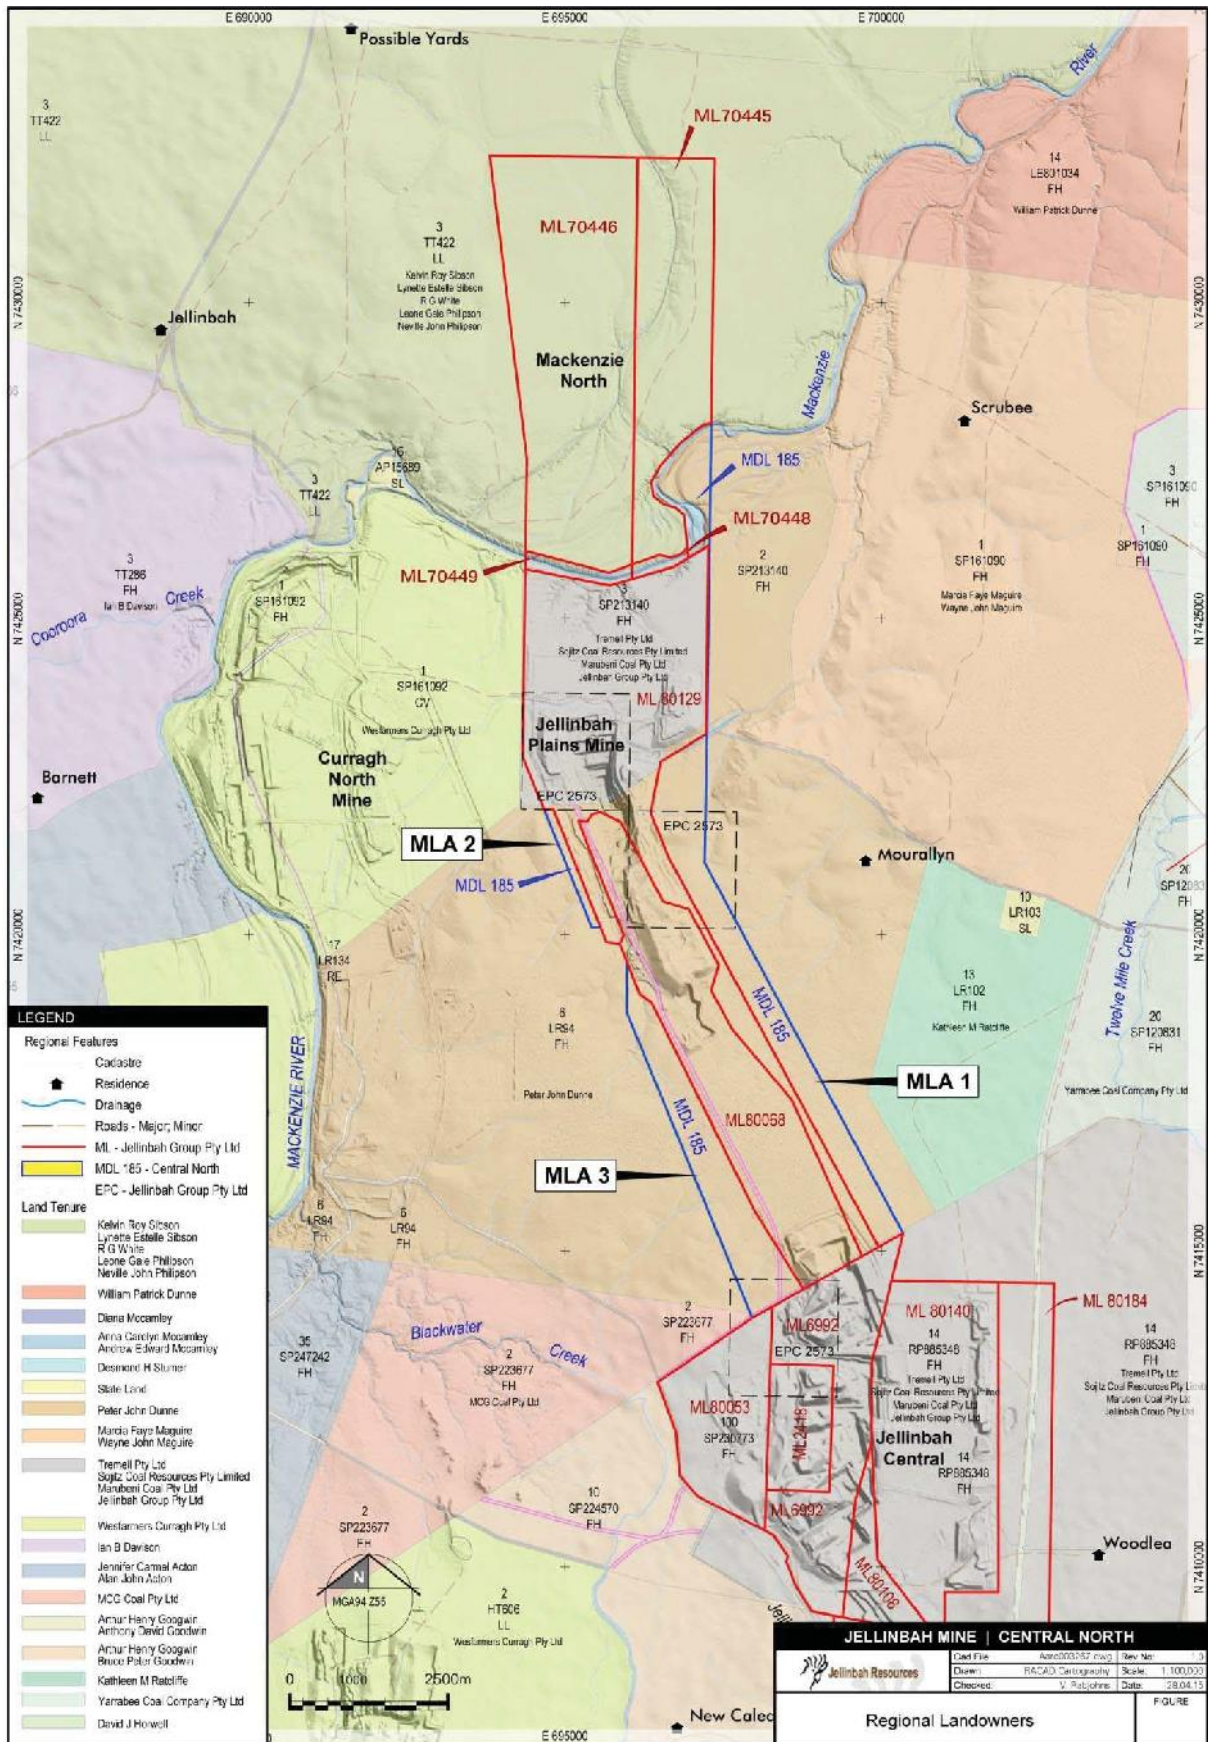 E 690000
E 695000
E 700000
Possible Yards
River
3
TT422
LL
ML70445
14
LE801034
FH
William Patrick Dunne
ML70446
3
TT422
LL
Kelvin Roy Sibson
Lynette Estelle Sibson
R G White
Leone Gale Philipson
Neville John Philipson
N 7430000
N 7430000
Jellinbah
Mackenzie
North
Mackenzie
Scrubee
16
AP15689
SL
MDL 185
3
TT422
LL
3
SP161090
FH
ML70448
1
SP161090
FH
3
TT286
FH
Ian B Davison
ML70449
2
SP213140
FH
1
SP161090
FH
Marcia Faye Maguire
Wayne John Maguire
Cooroora Creek
1
SP161092
FH
3
SP213140
FH
Tremell Pty Ltd
Sojitz Coal Resources Pty Limited
Marubeni Coal Pty Ltd
Jellinbah Group Pty Ltd
N 7425000
N 7425000
1
SP161092
CV
Wesfarmers Curragh Pty Ltd
ML 80129
Jellinbah
Plains Mine
Curragh
North
Mine
Barnett
EPC 2573
EPC 2573
MLA 2
Mourallyn
MDL 185
20
SP12083
FH
10
LR103
SL
N 7420000
N 7420000
17
LR134
RE
13
LR102
FH
Kathleen M Ratcliffe
Twelve Mile Creek
MDL 185
8
LR94
FH
20
SP120831
FH
MACKENZIE RIVER
Peter John Dunne
MLA 1
Yarrabee Coal Company Pty Ltd
ML80068
MDL 185
MLA 3
6
LR94
FH
6
LR94
FH
N 7415000
2
SP223677
FH
ML6992
EPC 2573
ML 80140
ML 80184
14
RP885348
FH
Tremell Pty Ltd
Sojitz Coal Resources Pty Limited
Marubeni Coal Pty Ltd
Jellinbah Group Pty Ltd
14
RP885348
FH
Tremell Pty Ltd
Sojitz Coal Resources Pty Limi
Marubeni Coal Pty Ltd
Jellinbah Group Pty Ltd
Blackwater Creek
35
SP247242
FH
2
SP223677
FH
MCG Coal Pty Ltd
ML80053
100
SP230773
FH
ML2418
Jellinbah
Central
14
RP885348
FH
10
SP224570
FH
ML6992
2
SP223677
FH
Woodlea
N 7410000
ML80108
N
MGA94 Z55
2
HT606
LL
Wesfarmers Curragh Pty Ltd
0 1000 2500m
New Caled
E 695000
LEGEND
Regional Features
Cadastre
Residence
Drainage
Roads - Major; Minor
ML - Jellinbah Group Pty Ltd
MDL 185 - Central North
EPC - Jellinbah Group Pty Ltd
Land Tenure
Kelvin Roy Sibson
Lynette Estelle Sibson
R G White
Leone Gale Philipson
Neville John Philipson
William Patrick Dunne
Diana Mccamley
Anna Carolyn Mccamley
Andrew Edward Mccamley
Desmond H Sturner
State Land
Peter John Dunne
Marcia Faye Maguire
Wayne John Maguire
Tremell Pty Ltd
Sojitz Coal Resources Pty Limited
Marubeni Coal Pty Ltd
Jellinbah Group Pty Ltd
Wesfarmers Curragh Pty Ltd
Ian B Davison
Jennifer Carmel Acton
Alan John Acton
MCG Coal Pty Ltd
Arthur Henry Googwin
Anthony David Goodwin
Arthur Henry Googwin
Bruce Peter Goodwin
Kathleen M Ratcliffe
Yarrabee Coal Company Pty Ltd
David J Horwell
JELLINBAH MINE | CENTRAL NORTH
Jellinbah Resources
Cad File: Aarc003267.dwg Rev No: 1.0
Drawn: RACAD Cartography Scale: 1:100,000
Checked: V. Pabjohns Date: 28.04.15
Regional Landowners
FIGURE